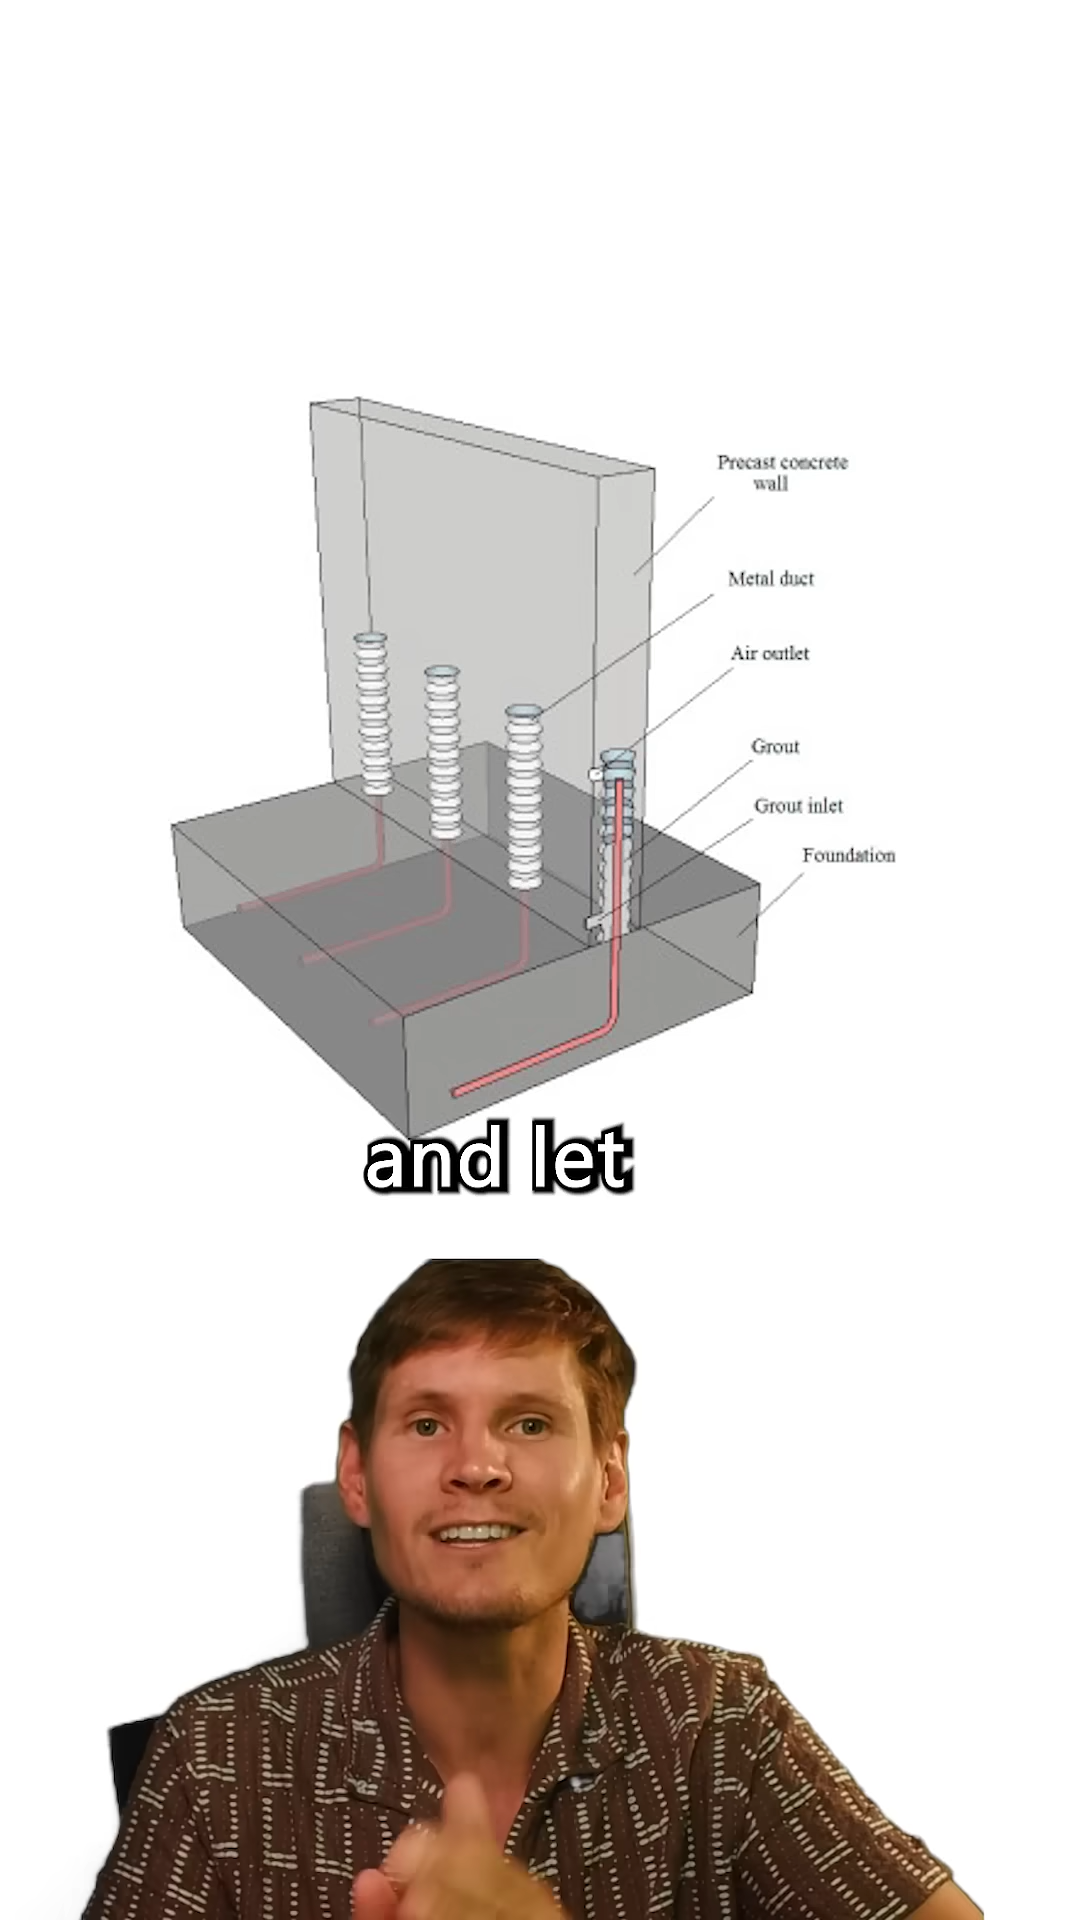 Precast concrete
wall
Metal duct
Air outlet
Grout
Grout inlet
Foundation
and let